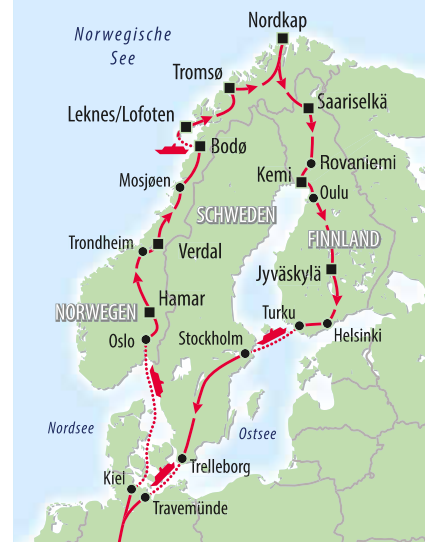 Nordkap
Norwegische
See
Tromsø
Saariselkä
Leknes/Lofoten
Bodø
Rovaniemi
Kemi
Mosjøen
Oulu
SCHWEDEN
Trondheim
Verdal
FINNLAND
Jyväskylä
Hamar
NORWEGEN
Turku
Oslo
Stockholm
Helsinki
Nordsee
Ostsee
Trelleborg
Kiel
Travemünde